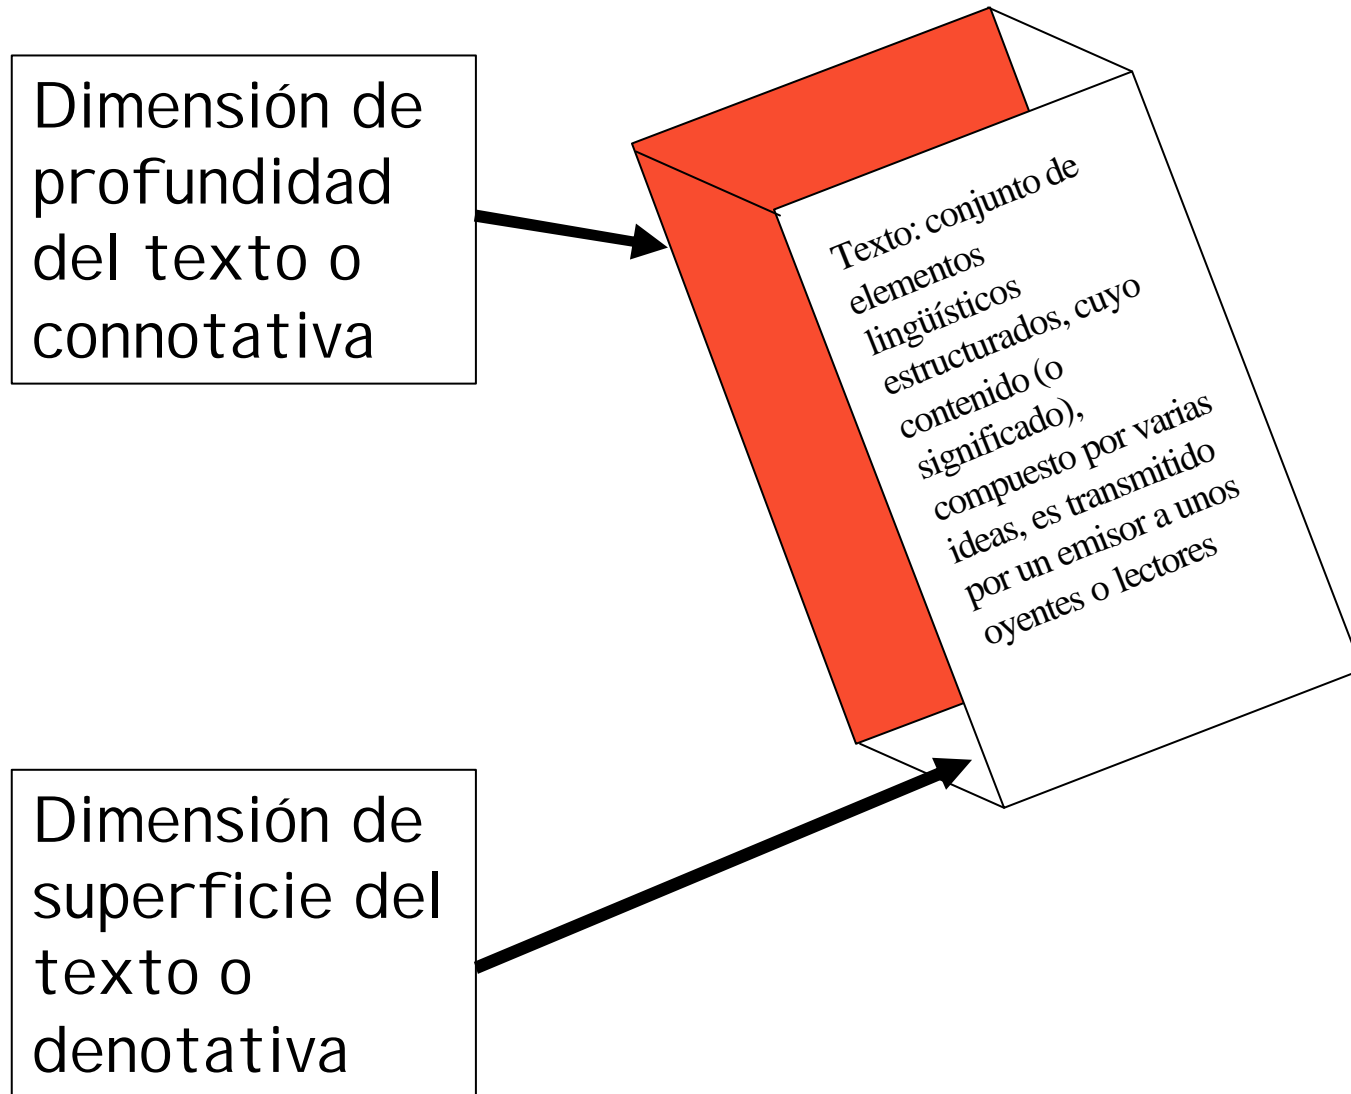 Dimensión de
profundidad
del texto o
connotativa
Texto: conjunto de
elementos
lingüísticos
estructurados, cuyo
contenido (o
significado),
compuesto por varias
ideas, es transmitido
por un emisor a unos
oyentes o lectores
Dimensión de
superficie del
texto o
denotativa